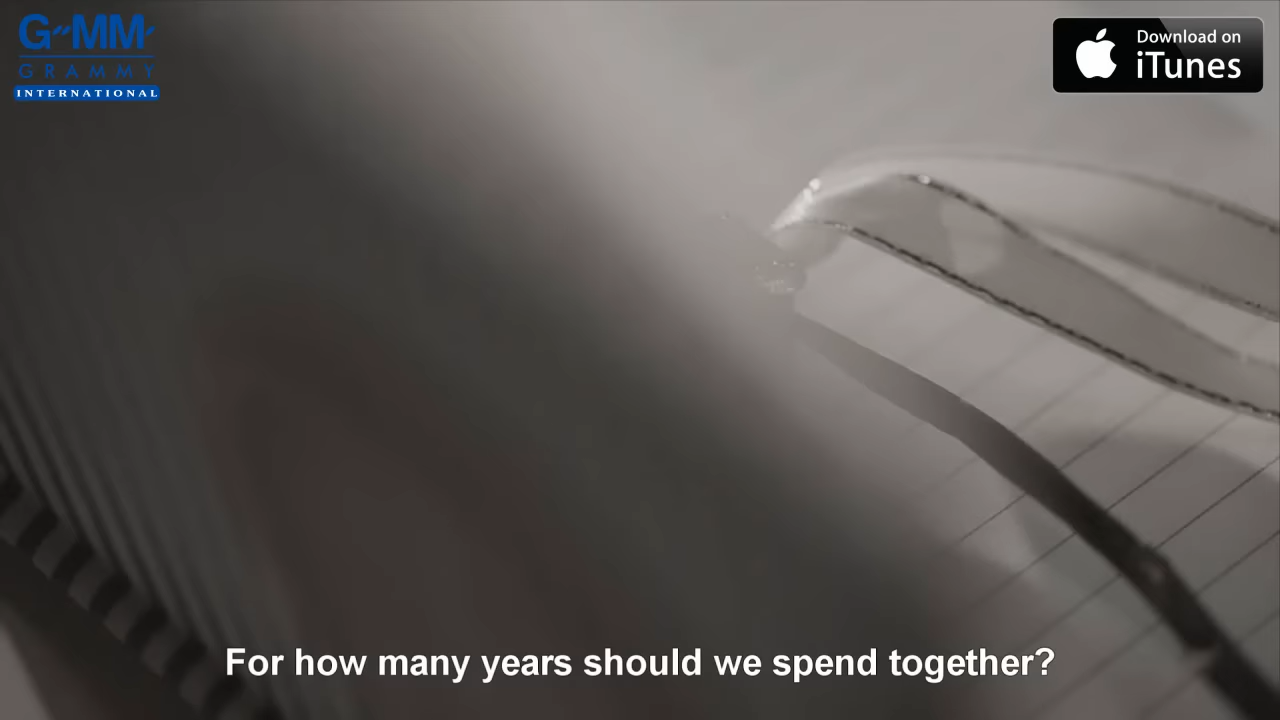 G-MM'
GRAMMY
INTERNATIONAL
Download on
iTunes
For how many years should we spend together?